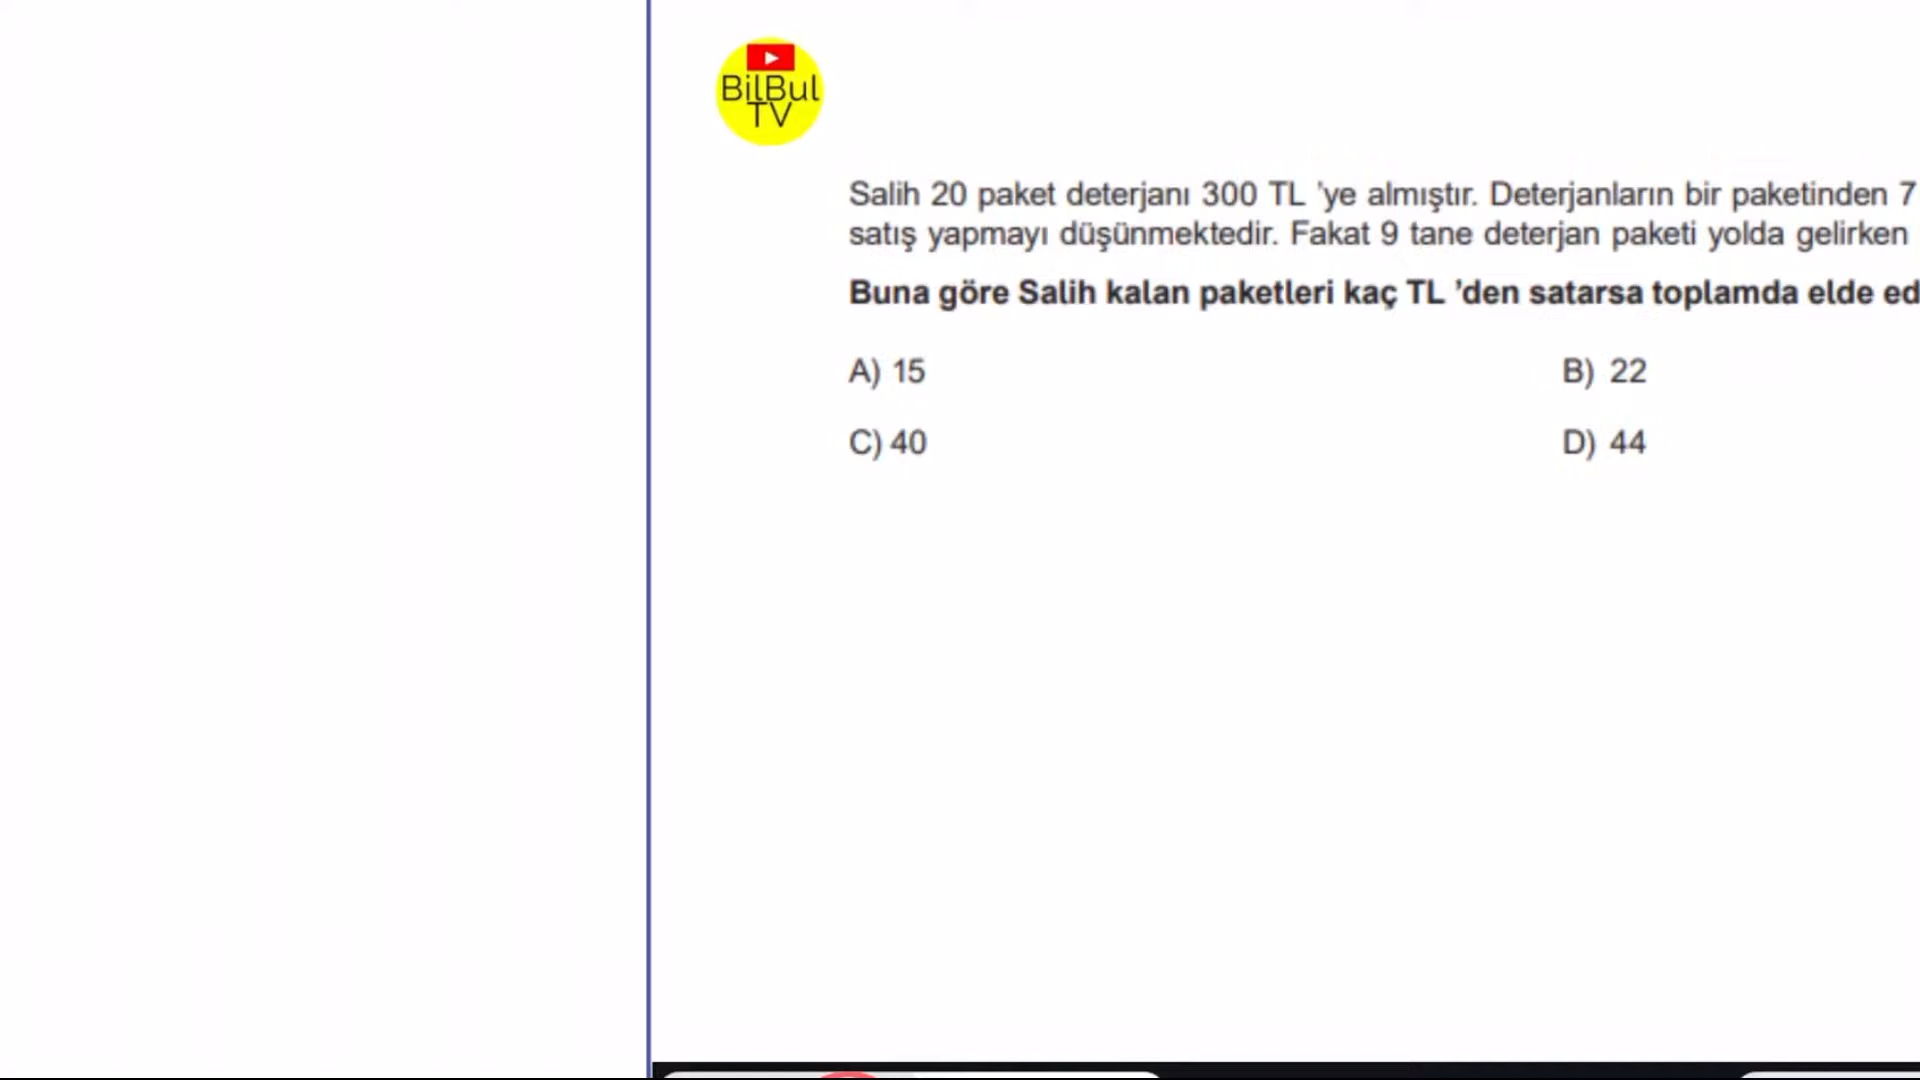 BilBul
TV
Salih 20 paket deterjanı 300 TL 'ye almıştır. Deterjanların bir paketinden 7
satış yapmayı düşünmektedir. Fakat 9 tane deterjan paketi yolda gelirken
Buna göre Salih kalan paketleri kaç TL 'den satarsa toplamda elde ed
A) 15
B) 22
C) 40
D) 44